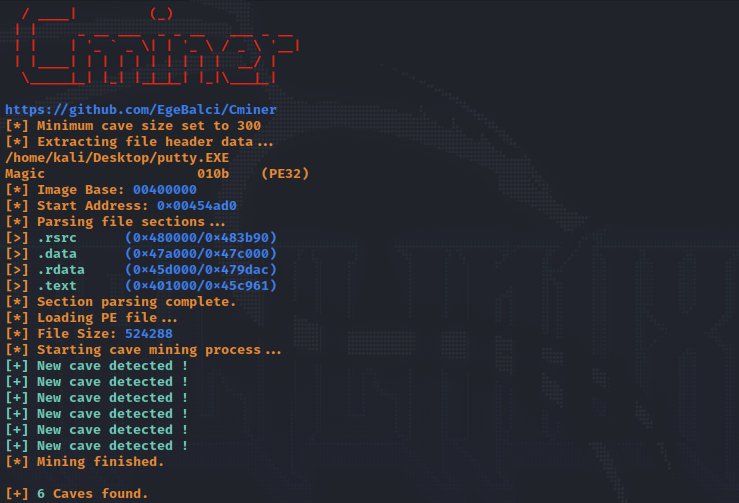 Cminer
https://github.com/EgeBalci/Cminer
[*] Minimum cave size set to 300
[*] Extracting file header data...
/home/kali/Desktop/putty.EXE
Magic 010b (PE32)
[*] Image Base: 00400000
[*] Start Address: 0×00454ad0
[*] Parsing file sections...
[>] .rsrc (0×480000/0×483b90)
[>] .data (0×47a000/0×47c000)
[>] .rdata (0×45d000/0×479dac)
[>] .text (0×401000/0×45c961)
[*] Section parsing complete.
[*] Loading PE file...
[*] File Size: 524288
[*] Starting cave mining process...
[+] New cave detected !
[+] New cave detected !
[+] New cave detected !
[+] New cave detected !
[+] New cave detected !
[+] New cave detected !
[*] Mining finished.
[+] 6 Caves found.